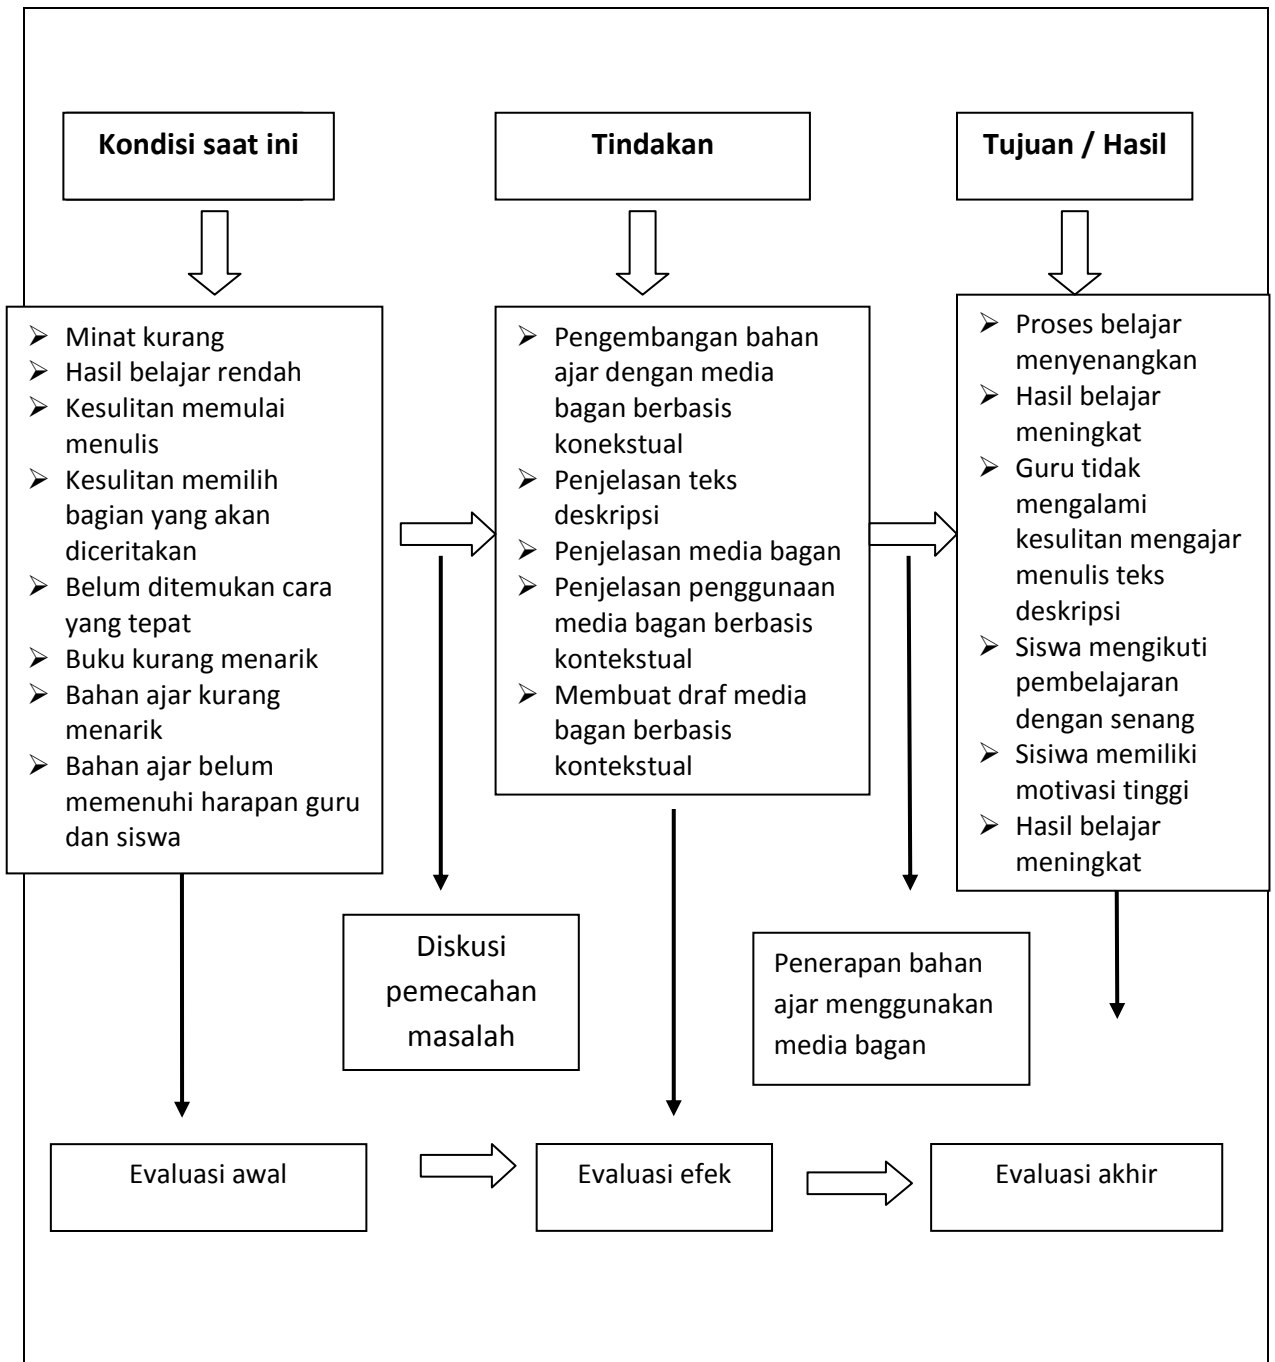 Kondisi saat ini
Tindakan
Tujuan / Hasil
➢ Minat kurang
➢ Hasil belajar rendah
➢ Kesulitan memulai
menulis
➢ Kesulitan memilih
bagian yang akan
diceritakan
➢ Belum ditemukan cara
yang tepat
➢ Buku kurang menarik
➢ Bahan ajar kurang
menarik
➢ Bahan ajar belum
memenuhi harapan guru
dan siswa
➢ Pengembangan bahan
ajar dengan media
bagan berbasis
konekstual
➢ Penjelasan teks
deskripsi
➢ Penjelasan media bagan
➢ Penjelasan penggunaan
media bagan berbasis
kontekstual
➢ Membuat draf media
bagan berbasis
kontekstual
➢ Proses belajar
menyenangkan
➢ Hasil belajar
meningkat
➢ Guru tidak
mengalami
kesulitan mengajar
menulis teks
deskripsi
➢ Siswa mengikuti
pembelajaran
dengan senang
➢ Sisiwa memiliki
motivasi tinggi
➢ Hasil belajar
meningkat
Diskusi
pemecahan
masalah
Penerapan bahan
ajar menggunakan
media bagan
Evaluasi awal
Evaluasi efek
Evaluasi akhir